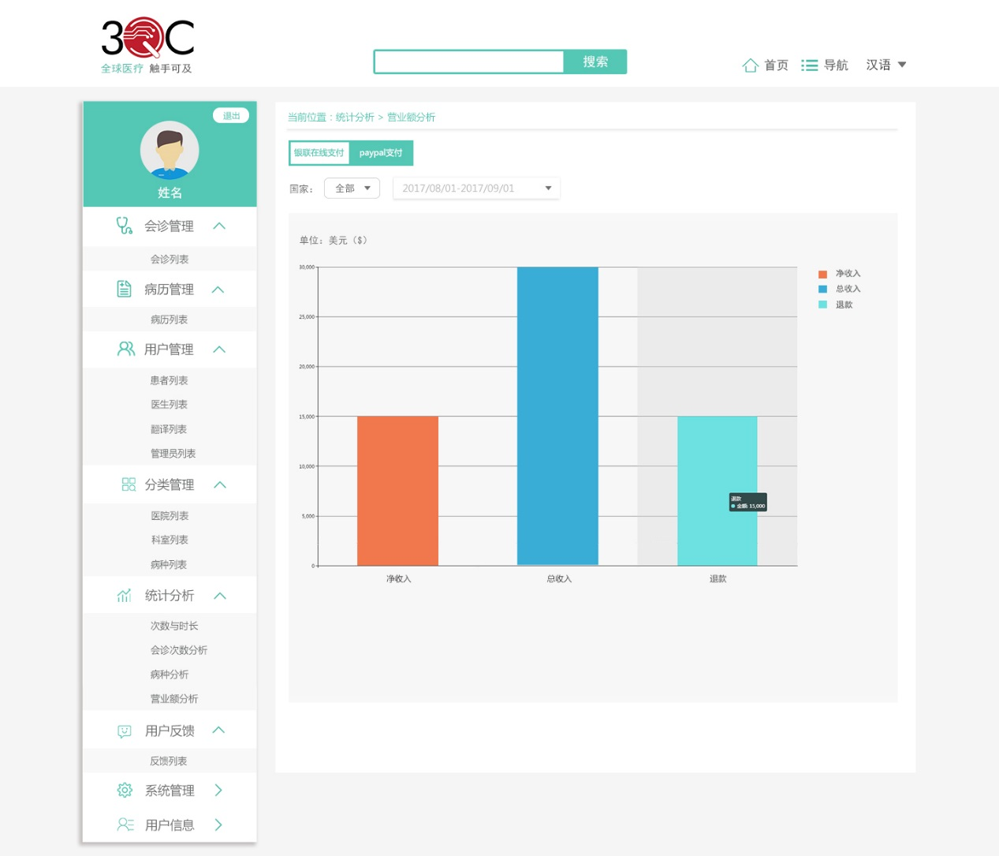 3QC
全球医疗 触手可及
搜索
首页 导航 汉语
退出
姓名
会诊管理
会诊列表
病历管理
病历列表
用户管理
患者列表
医生列表
翻译列表
管理员列表
分类管理
医院列表
科室列表
病种列表
统计分析
次数与时长
会诊次数分析
病种分析
营业额分析
用户反馈
反馈列表
系统管理
用户信息
当前位置：统计分析 > 营业额分析
银联在线支付 paypal支付
国家： 全部 2017/08/01-2017/09/01
单位：美元（$）
30,000
25,000
20,000
15,000
10,000
5,000
0
净收入
总收入
退款
退款
金额: 15,000
净收入 总收入 退款